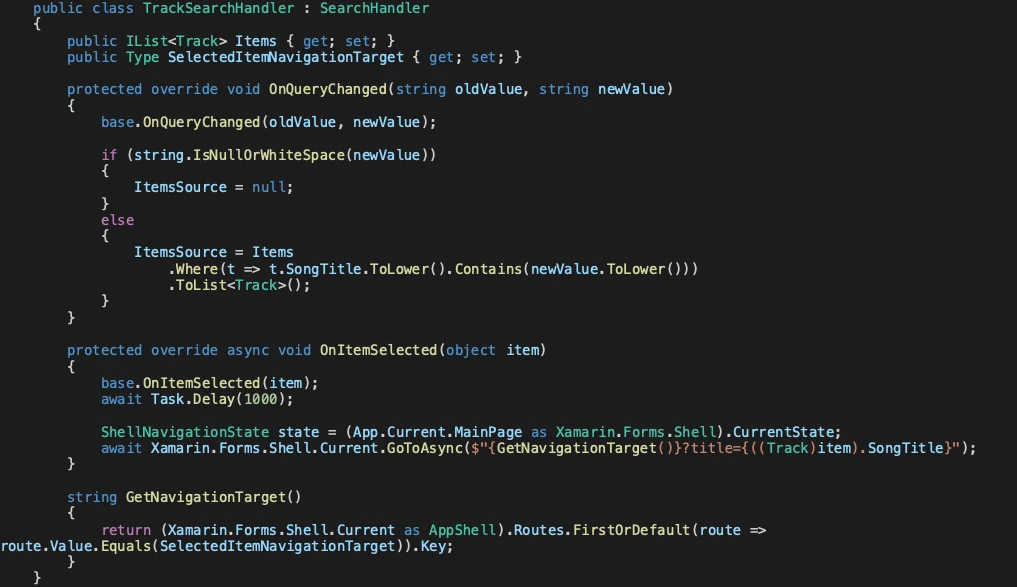 public class TrackSearchHandler : SearchHandler
{
    public IList<Track> Items { get; set; }
    public Type SelectedItemNavigationTarget { get; set; }

    protected override void OnQueryChanged(string oldValue, string newValue)
    {
        base.OnQueryChanged(oldValue, newValue);

        if (string.IsNullOrWhiteSpace(newValue))
        {
            ItemsSource = null;
        }
        else
        {
            ItemsSource = Items
                .Where(t => t.SongTitle.ToLower().Contains(newValue.ToLower()))
                .ToList<Track>();
        }
    }

    protected override async void OnItemSelected(object item)
    {
        base.OnItemSelected(item);
        await Task.Delay(1000);

        ShellNavigationState state = (App.Current.MainPage as Xamarin.Forms.Shell).CurrentState;
        await Xamarin.Forms.Shell.Current.GoToAsync($"{GetNavigationTarget()}?title={((Track)item).SongTitle}");
    }

    string GetNavigationTarget()
    {
        return (Xamarin.Forms.Shell.Current as AppShell).Routes.FirstOrDefault(route =>
route.Value.Equals(SelectedItemNavigationTarget)).Key;
    }
}